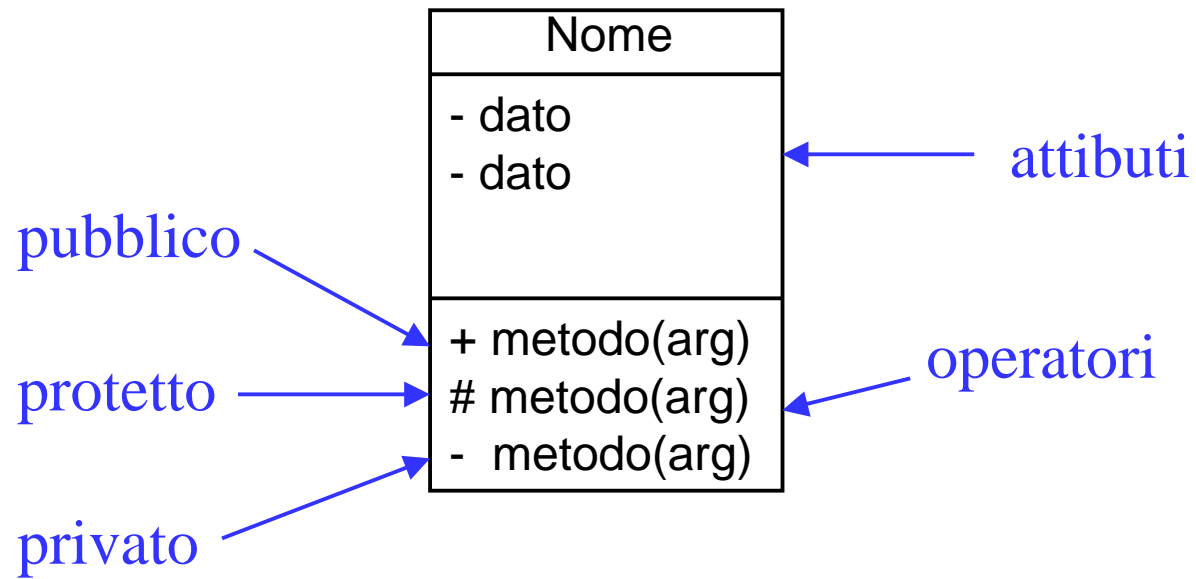 Nome
- dato
- dato
attibuti
pubblico
protetto
privato
+ metodo(arg)
# metodo(arg)
- metodo(arg)
operatori